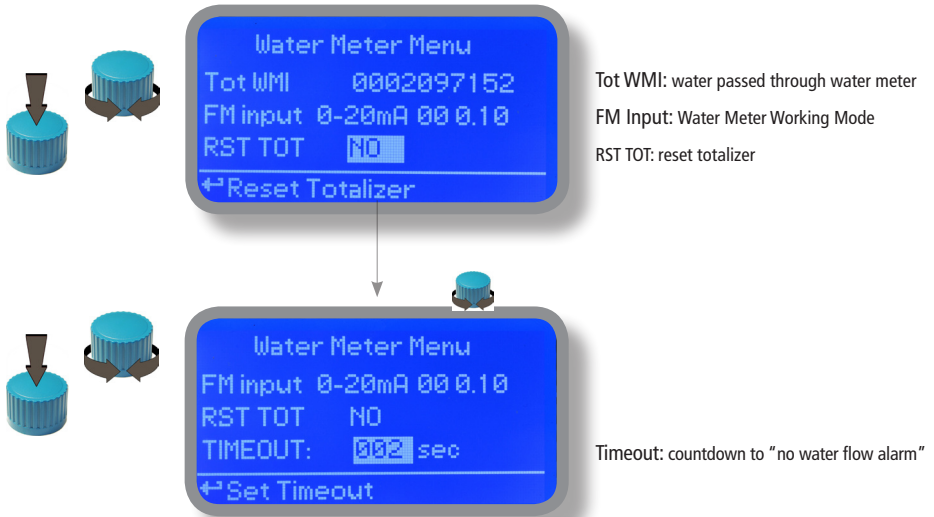 Water Meter Menu
Tot WMI 0002097152
FM input 0-20mA 00 0.10
RST TOT NO
↵Reset Totalizer
Tot WMI: water passed through water meter
FM Input: Water Meter Working Mode
RST TOT: reset totalizer
Water Meter Menu
FM input 0-20mA 00 0.10
RST TOT NO
TIMEOUT: 002 sec
↵Set Timeout
Timeout: countdown to "no water flow alarm"